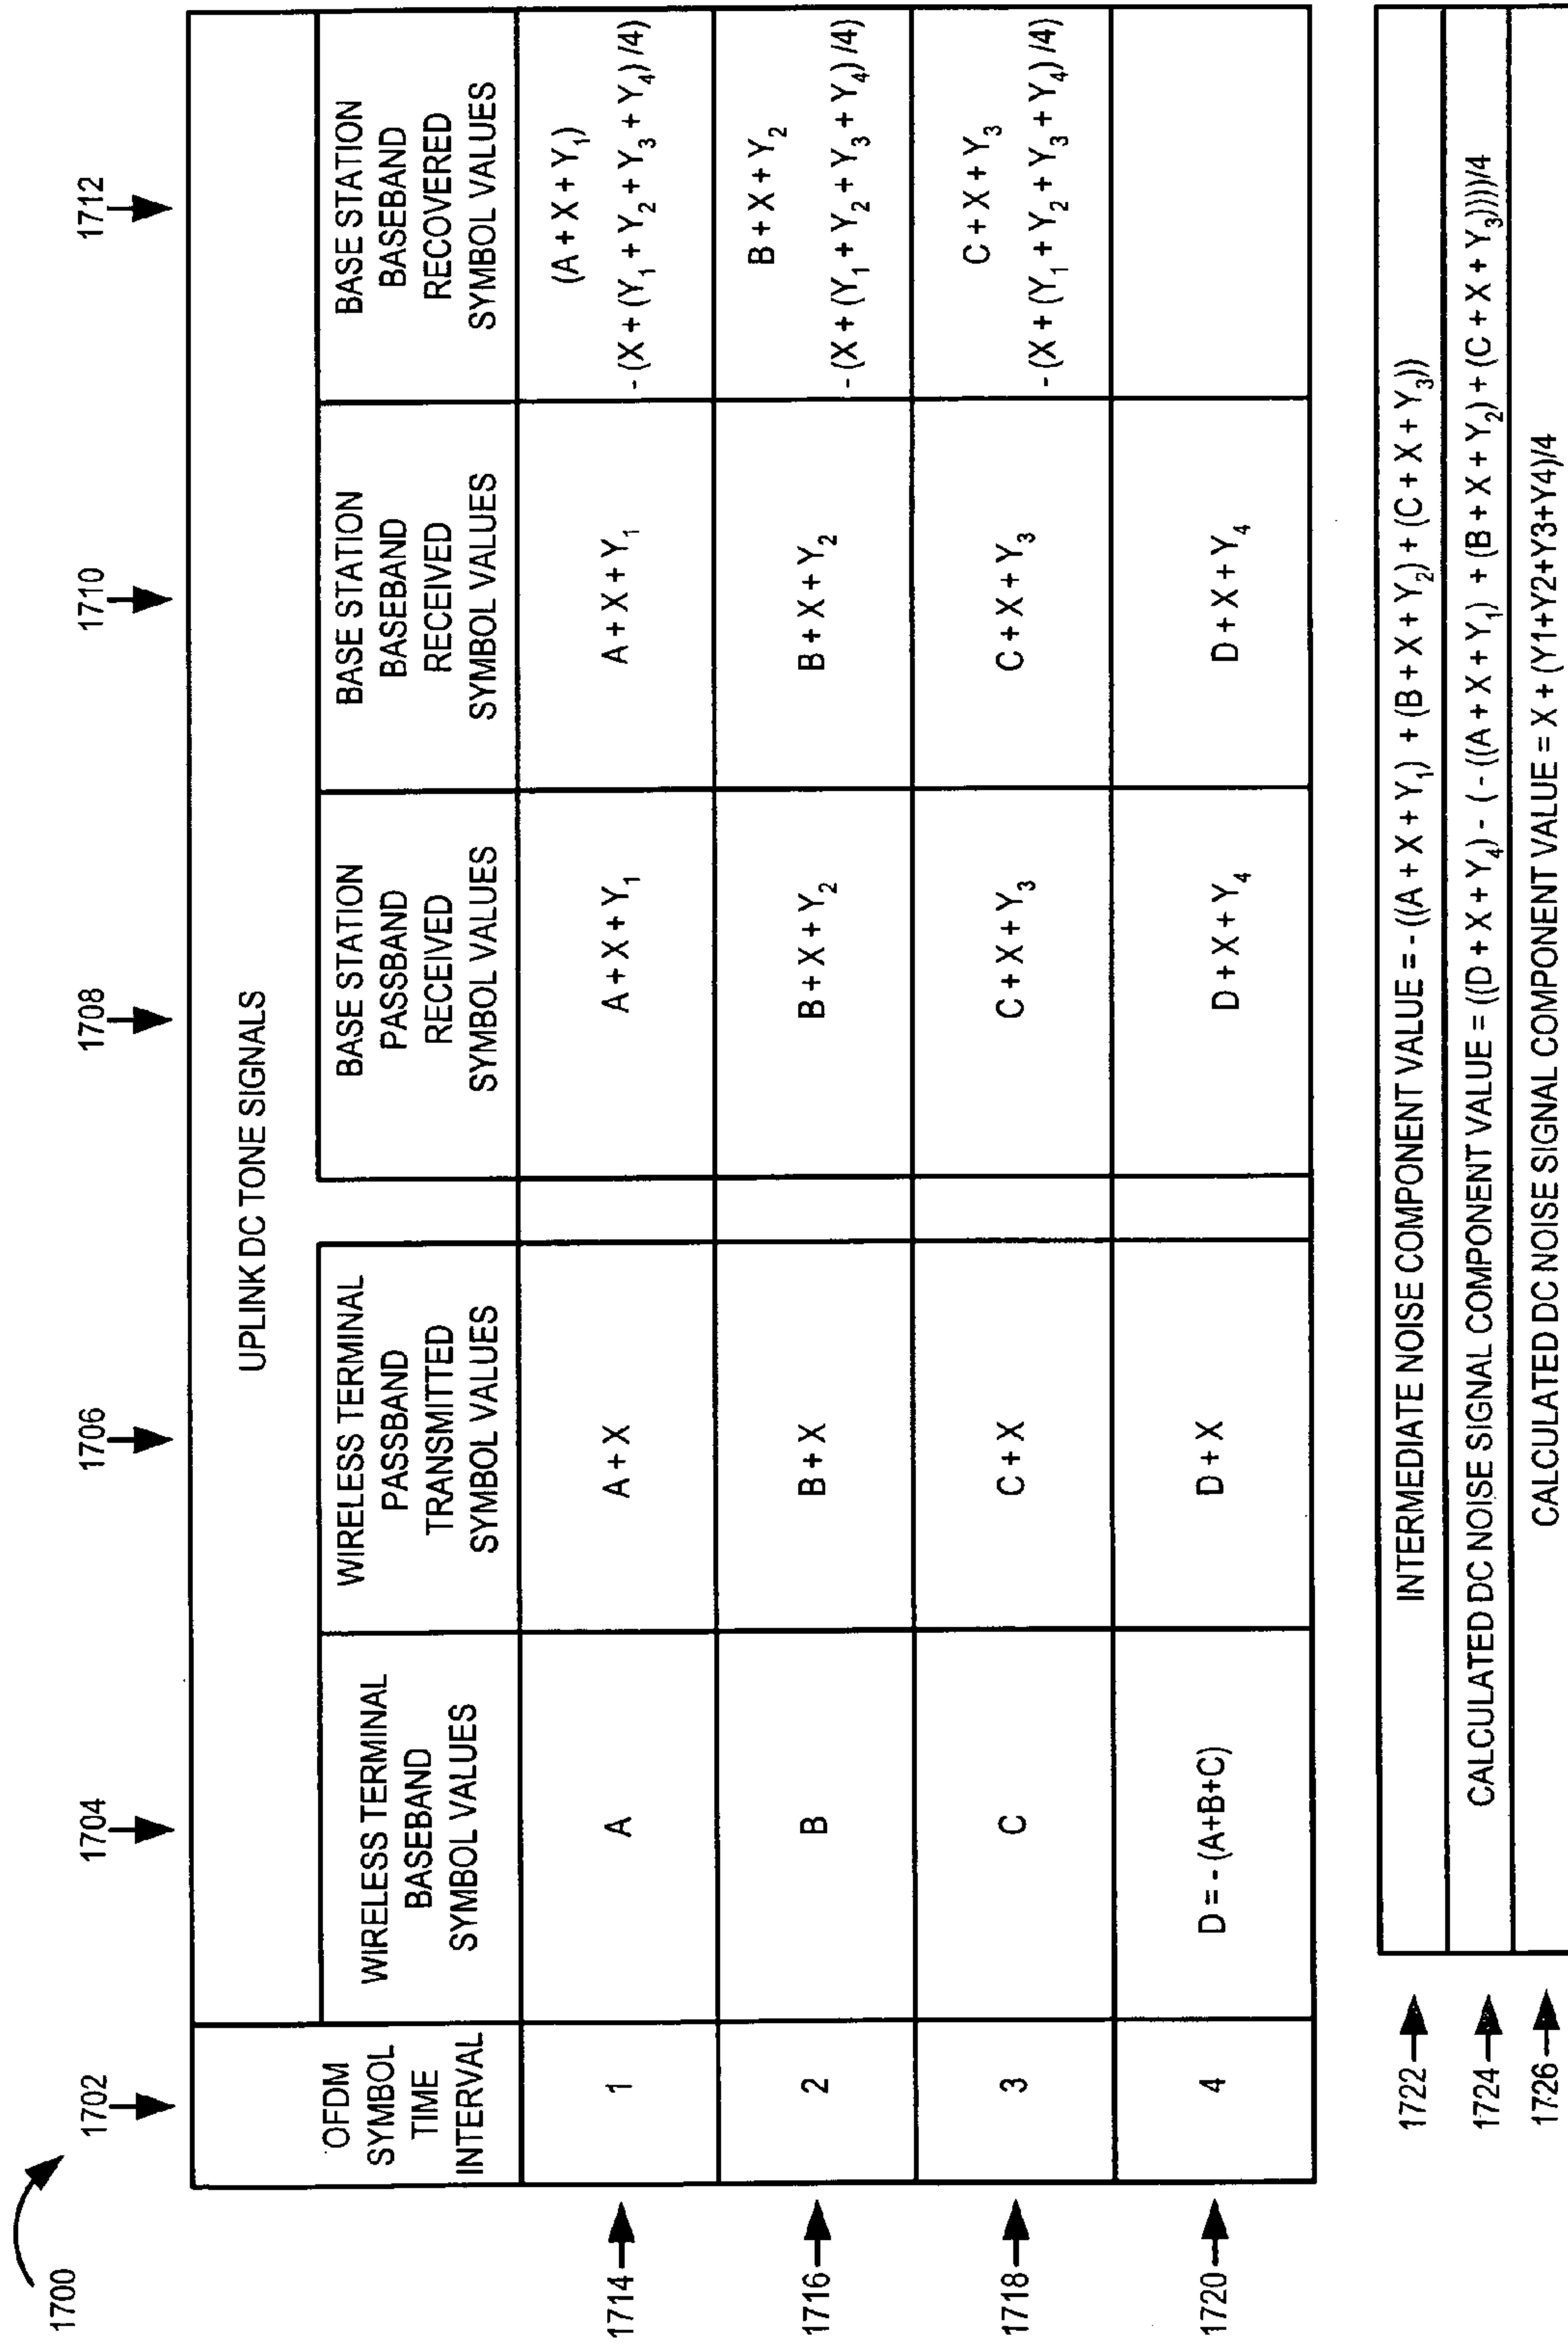 1700
1702
1704
1706
1708
1710
1712
UPLINK DC TONE SIGNALS
OFDM
SYMBOL
TIME
INTERVAL
WIRELESS TERMINAL
BASEBAND
SYMBOL VALUES
WIRELESS TERMINAL
PASSBAND
TRANSMITTED
SYMBOL VALUES
BASE STATION
PASSBAND
RECEIVED
SYMBOL VALUES
BASE STATION
BASEBAND
RECEIVED
SYMBOL VALUES
BASE STATION
BASEBAND
RECOVERED
SYMBOL VALUES
1714
1
A
A + X
A + X + Y₁
A + X + Y₁
(A + X + Y₁)
- (X + (Y₁ + Y₂ + Y₃ + Y₄) /4)
1716
2
B
B + X
B + X + Y₂
B + X + Y₂
B + X + Y₂
- (X + (Y₁ + Y₂ + Y₃ + Y₄) /4)
1718
3
C
C + X
C + X + Y₃
C + X + Y₃
C + X + Y₃
- (X + (Y₁ + Y₂ + Y₃ + Y₄) /4)
1720
4
D = - (A+B+C)
D + X
D + X + Y₄
D + X + Y₄
1722
INTERMEDIATE NOISE COMPONENT VALUE = - ((A + X + Y₁) + (B + X + Y₂) + (C + X + Y₃))
1724
CALCULATED DC NOISE SIGNAL COMPONENT VALUE = ((D + X + Y₄) - ( - ((A + X + Y₁) + (B + X + Y₂) + (C + X + Y₃))))/4
1726
CALCULATED DC NOISE SIGNAL COMPONENT VALUE = X + (Y1+Y2+Y3+Y4)/4